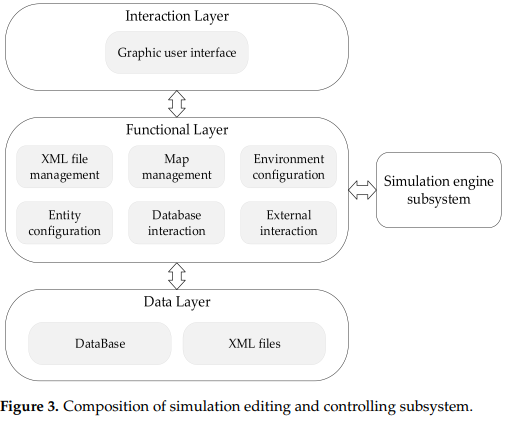 Interaction Layer
Graphic user interface
Functional Layer
XML file
management
Map
management
Environment
configuration
Entity
configuration
Database
interaction
External
interaction
Simulation engine
subsystem
Data Layer
DataBase
XML files
Figure 3. Composition of simulation editing and controlling subsystem.